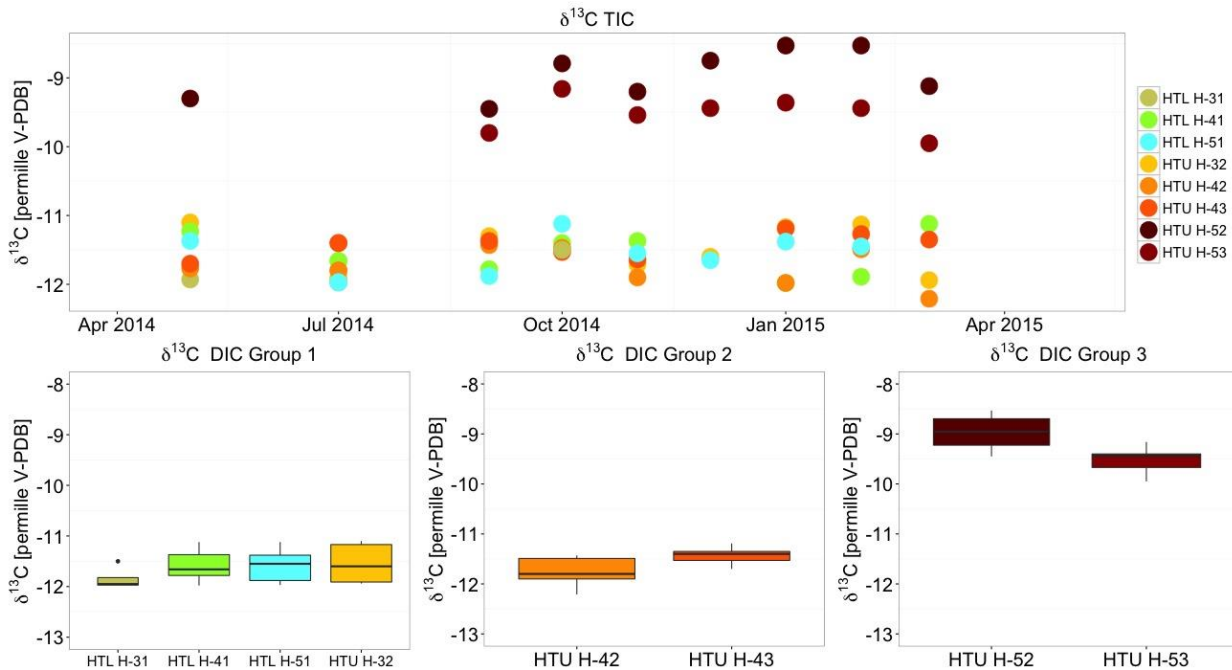 δ¹³C TIC
δ¹³C [permille V-PDB]
-9
-10
-11
-12
Apr 2014
Jul 2014
Oct 2014
Jan 2015
Apr 2015
HTL H-31
HTL H-41
HTL H-51
HTU H-32
HTU H-42
HTU H-43
HTU H-52
HTU H-53
δ¹³C DIC Group 1
δ¹³C [permille V-PDB]
-8
-9
-10
-11
-12
-13
HTL H-31
HTL H-41
HTL H-51
HTU H-32
δ¹³C DIC Group 2
δ¹³C [permille V-PDB]
-8
-9
-10
-11
-12
-13
HTU H-42
HTU H-43
δ¹³C DIC Group 3
δ¹³C [permille V-PDB]
-8
-9
-10
-11
-12
-13
HTU H-52
HTU H-53